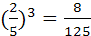 (2/5)³ = 8/125